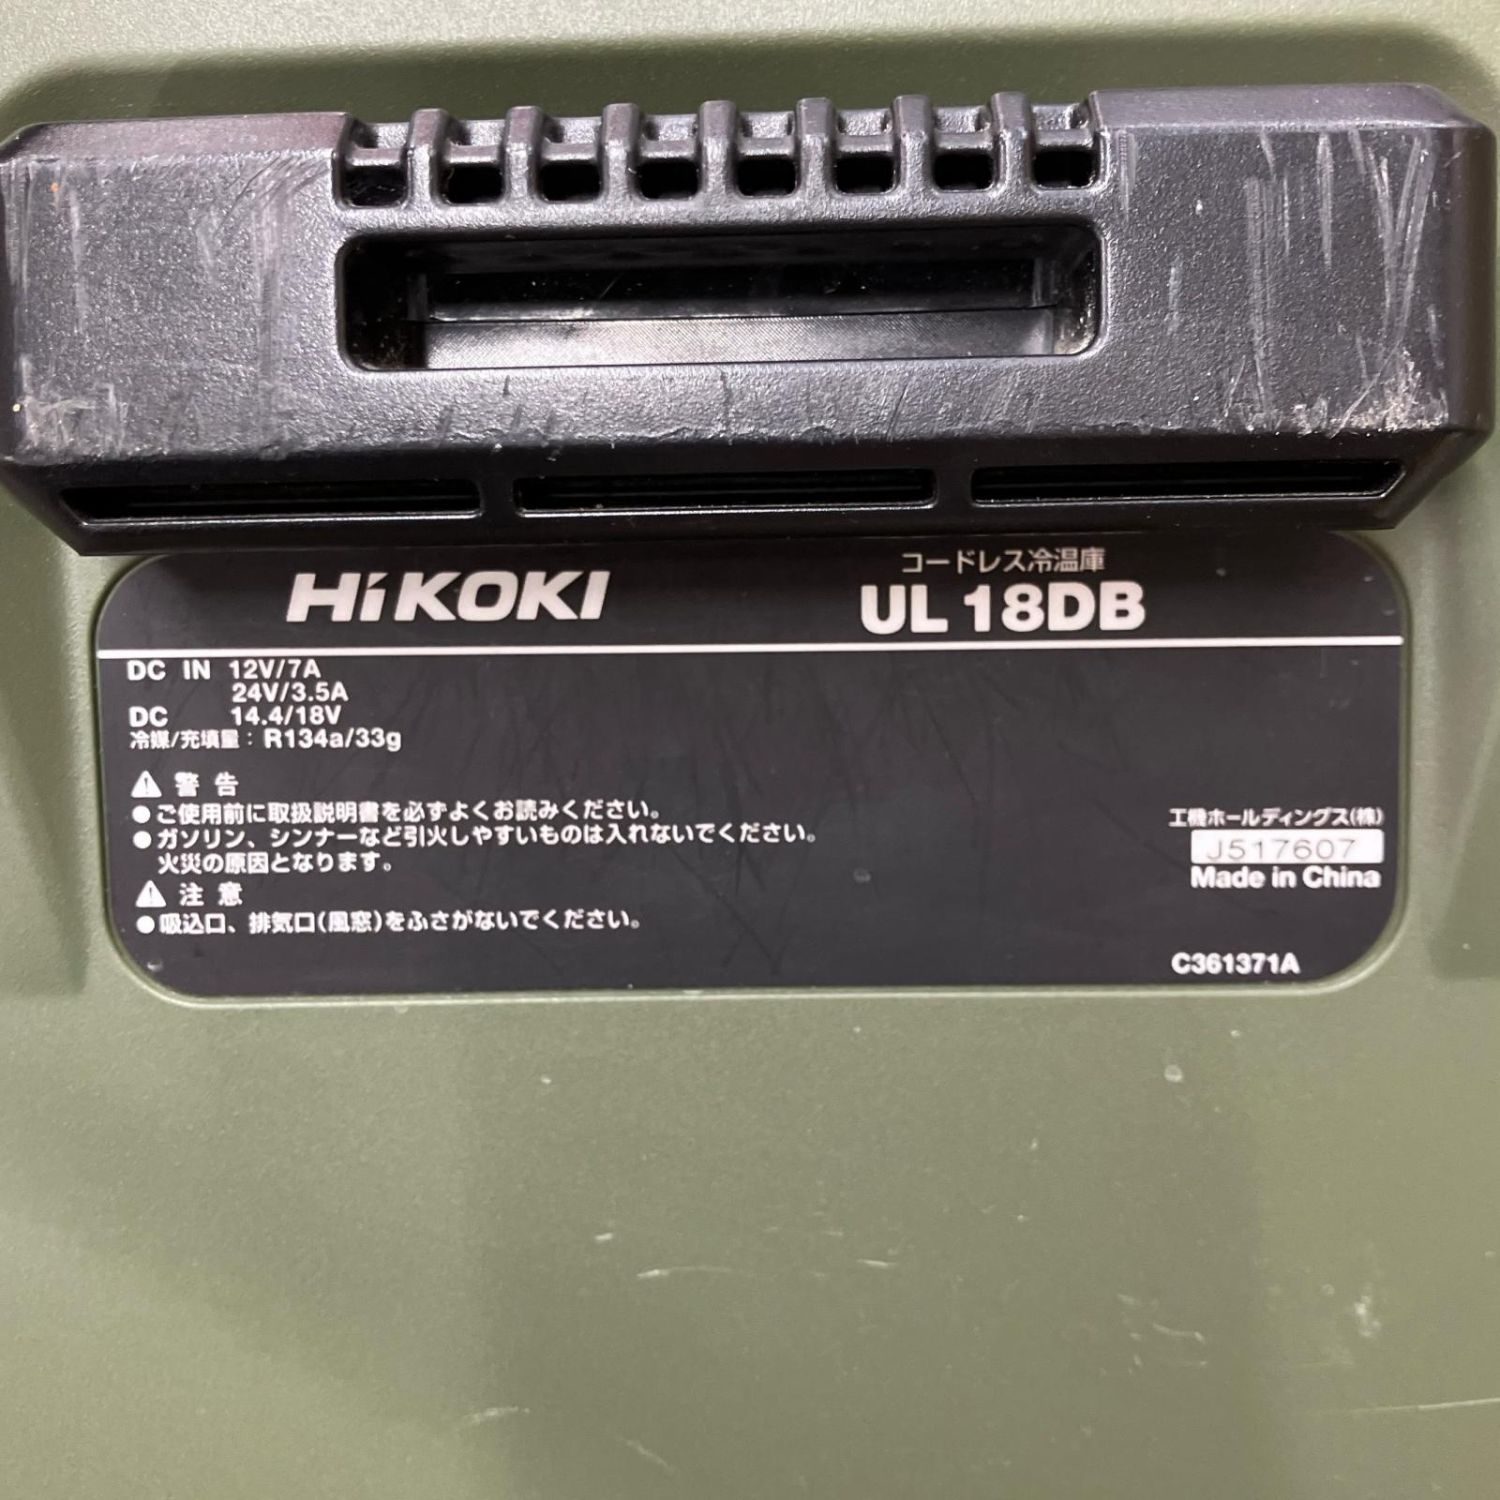 HiKOKI
コードレス冷温庫
UL 18DB
DC IN 12V/7A
24V/3.5A
DC 14.4/18V
冷媒/充填量：R134a/33g
警告
●ご使用前に取扱説明書を必ずよくお読みください。
●ガソリン、シンナーなど引火しやすいものは入れないでください。
火災の原因となります。
注意
●吸込口、排気口(風窓)をふさがないでください。
工機ホールディングス(株)
J517607
Made in China
C361371A